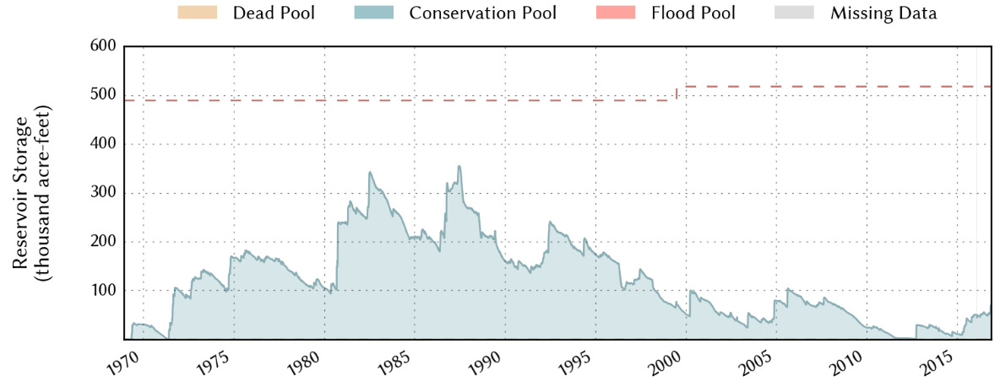 Dead Pool Conservation Pool Flood Pool Missing Data
600
500
400
300
200
100
Reservoir Storage
(thousand acre-feet)
1970 1975 1980 1985 1990 1995 2000 2005 2010 2015